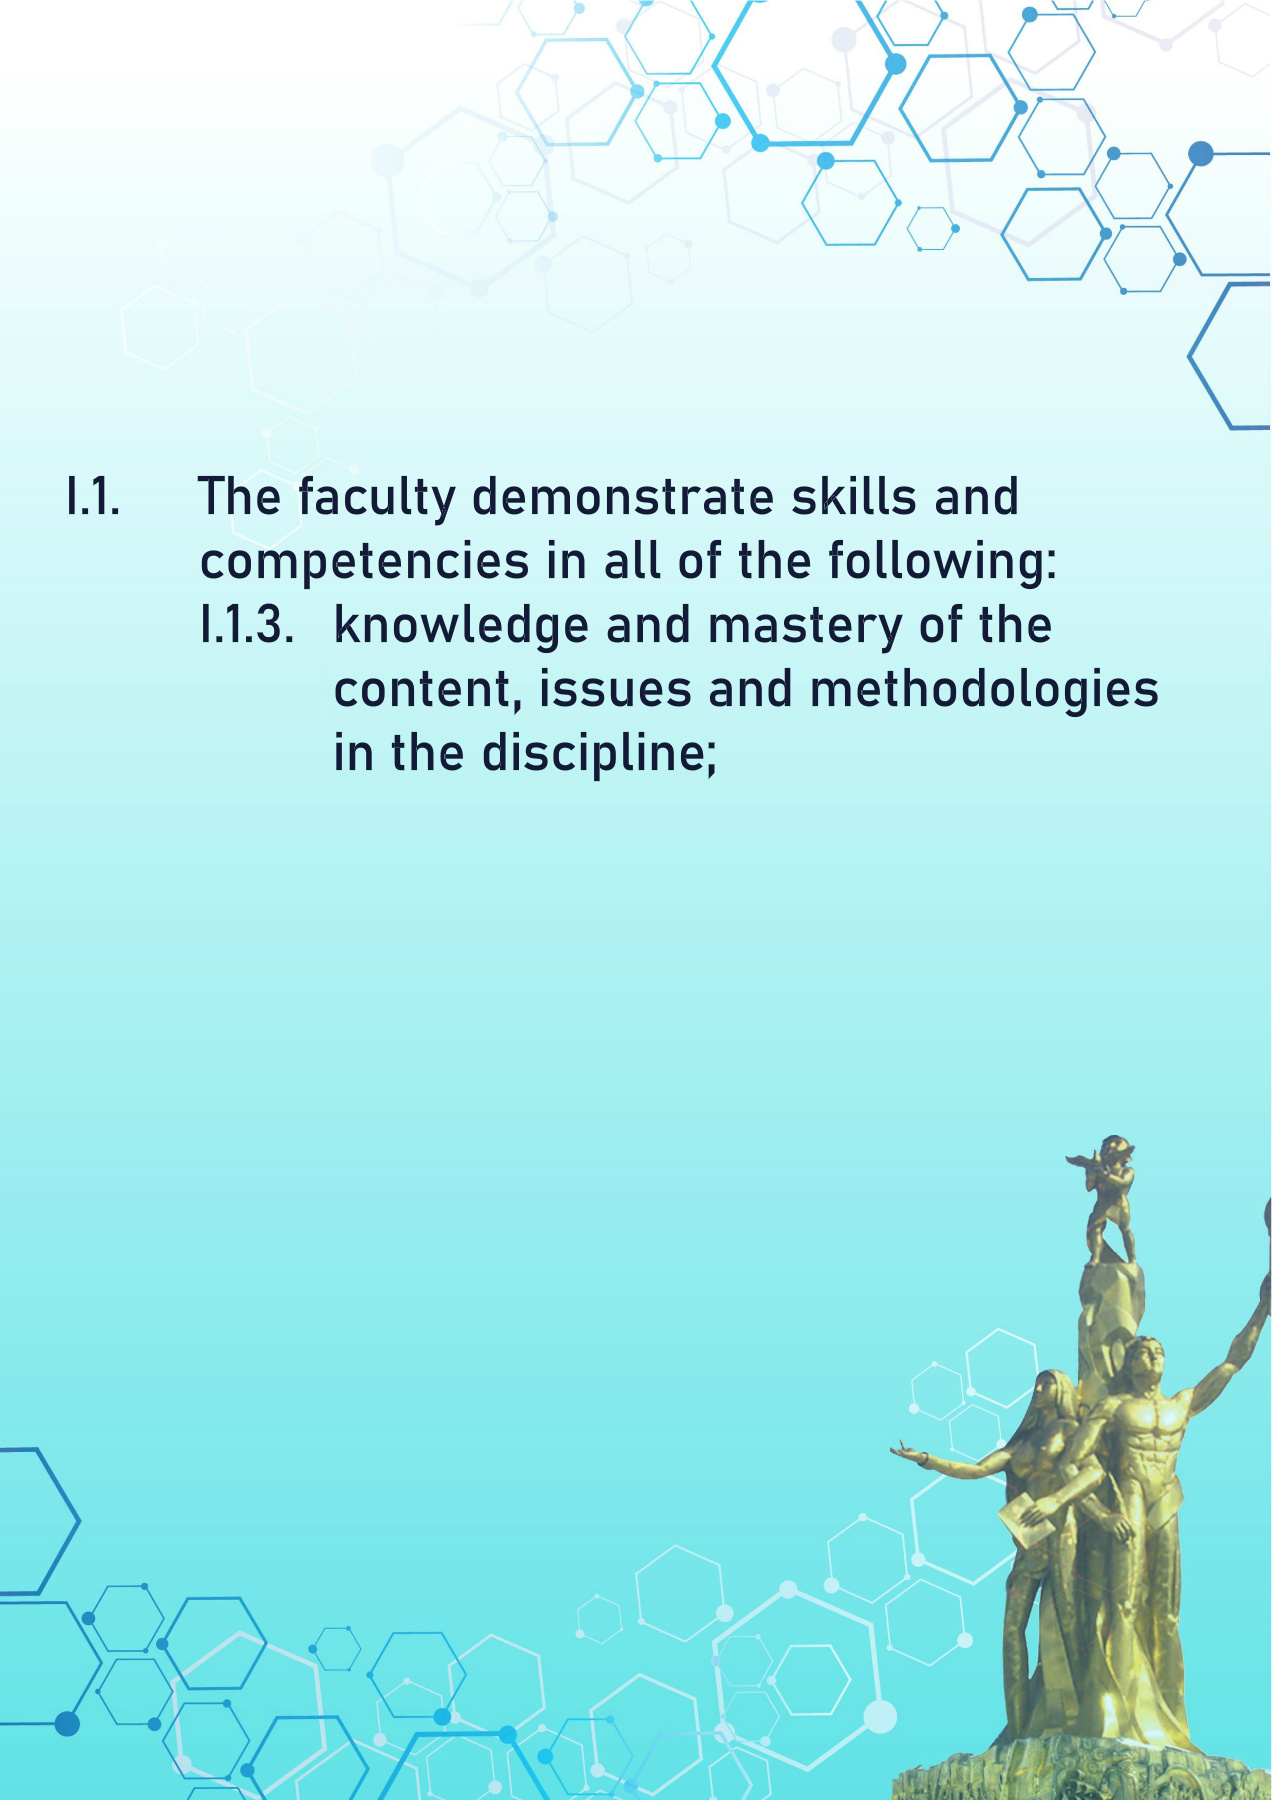 I.1. The faculty demonstrate skills and
competencies in all of the following:
I.1.3. knowledge and mastery of the
content, issues and methodologies
in the discipline;